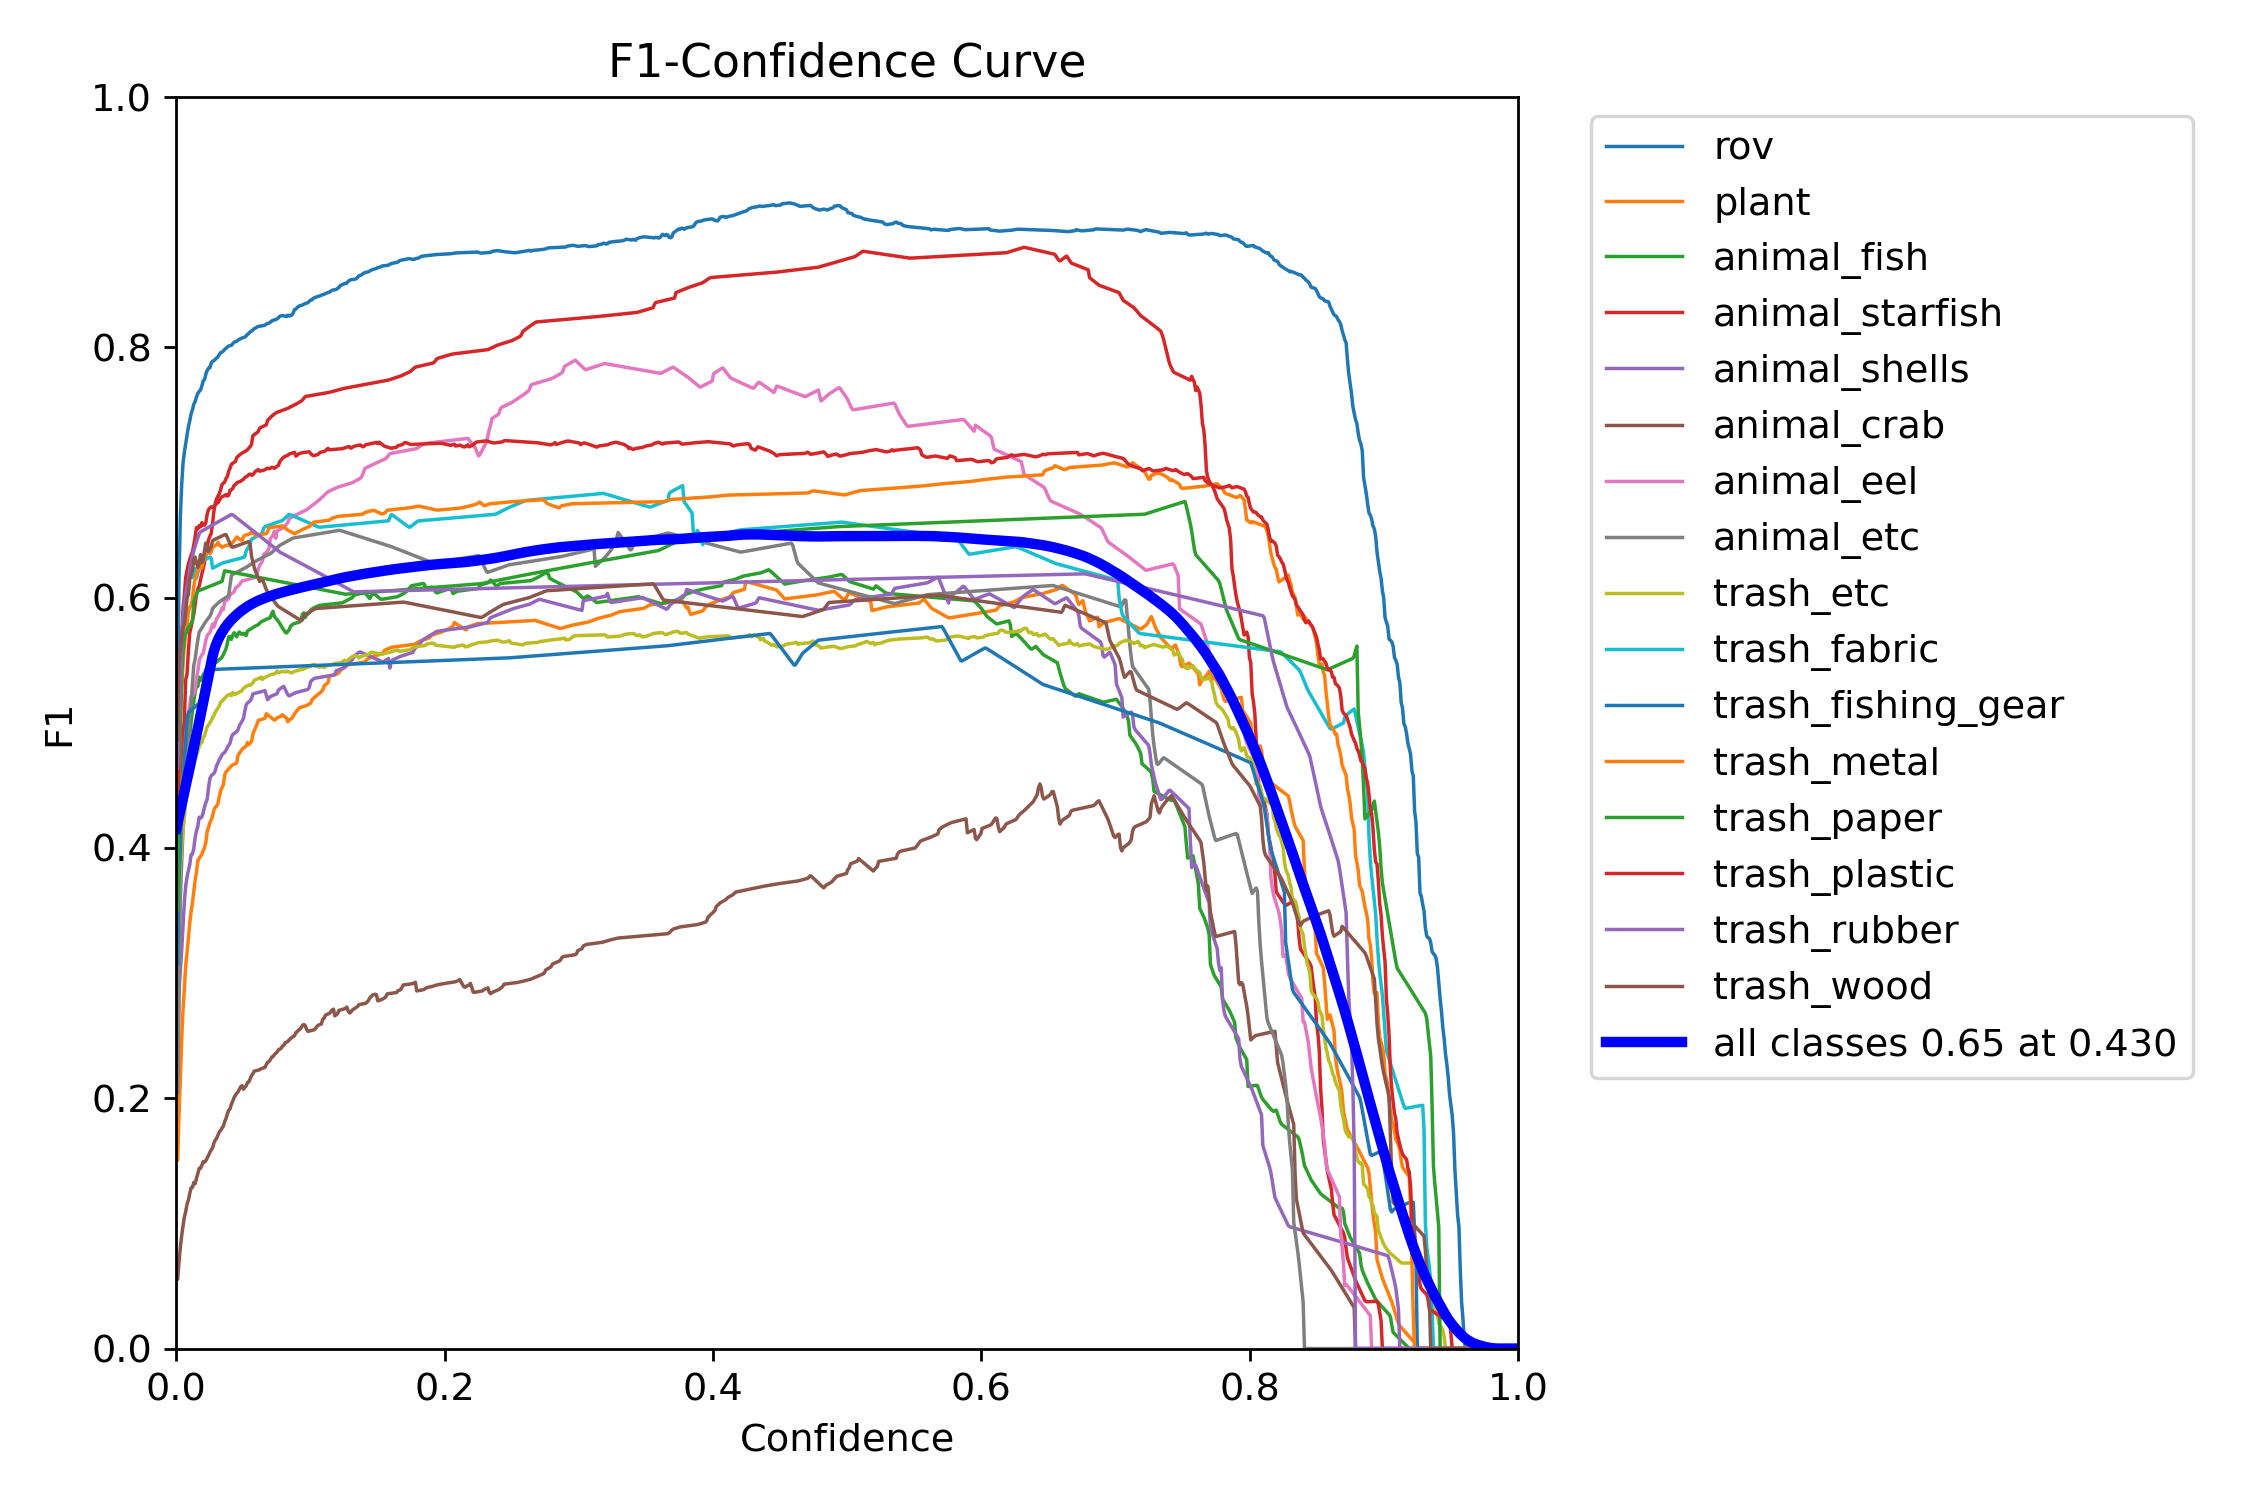 F1-Confidence Curve
1.0
0.8
0.6
0.4
0.2
0.0
F1
0.0 0.2 0.4 0.6 0.8 1.0
Confidence
rov
plant
animal_fish
animal_starfish
animal_shells
animal_crab
animal_eel
animal_etc
trash_etc
trash_fabric
trash_fishing_gear
trash_metal
trash_paper
trash_plastic
trash_rubber
trash_wood
all classes 0.65 at 0.430